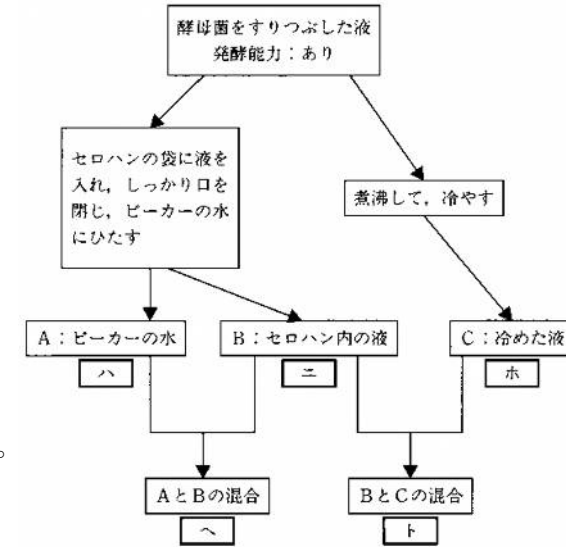 酵母菌をすりつぶした液
発酵能力：あり
セロハンの袋に液を
入れ，しっかり口を
閉じ，ビーカーの水
にひたす
煮沸して，冷やす
A：ビーカーの水
B：セロハン内の液
C：冷めた液
ハ
ニ
ホ
。
AとBの混合
BとCの混合
ヘ
ト